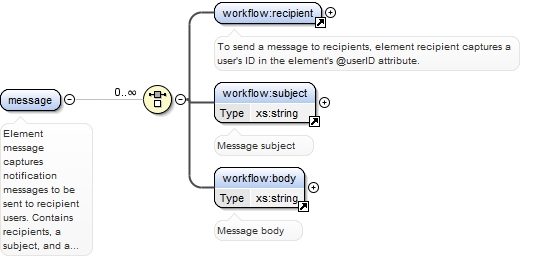 workflow:recipient
To send a message to recipients, element recipient captures a
user's ID in the element's @userID attribute.
message
0..∞
workflow:subject
Type xs:string
Message subject
Element
message
captures
notification
messages to be
sent to recipient
users. Contains
recipients, a
subject, and a...
workflow:body
Type xs:string
Message body